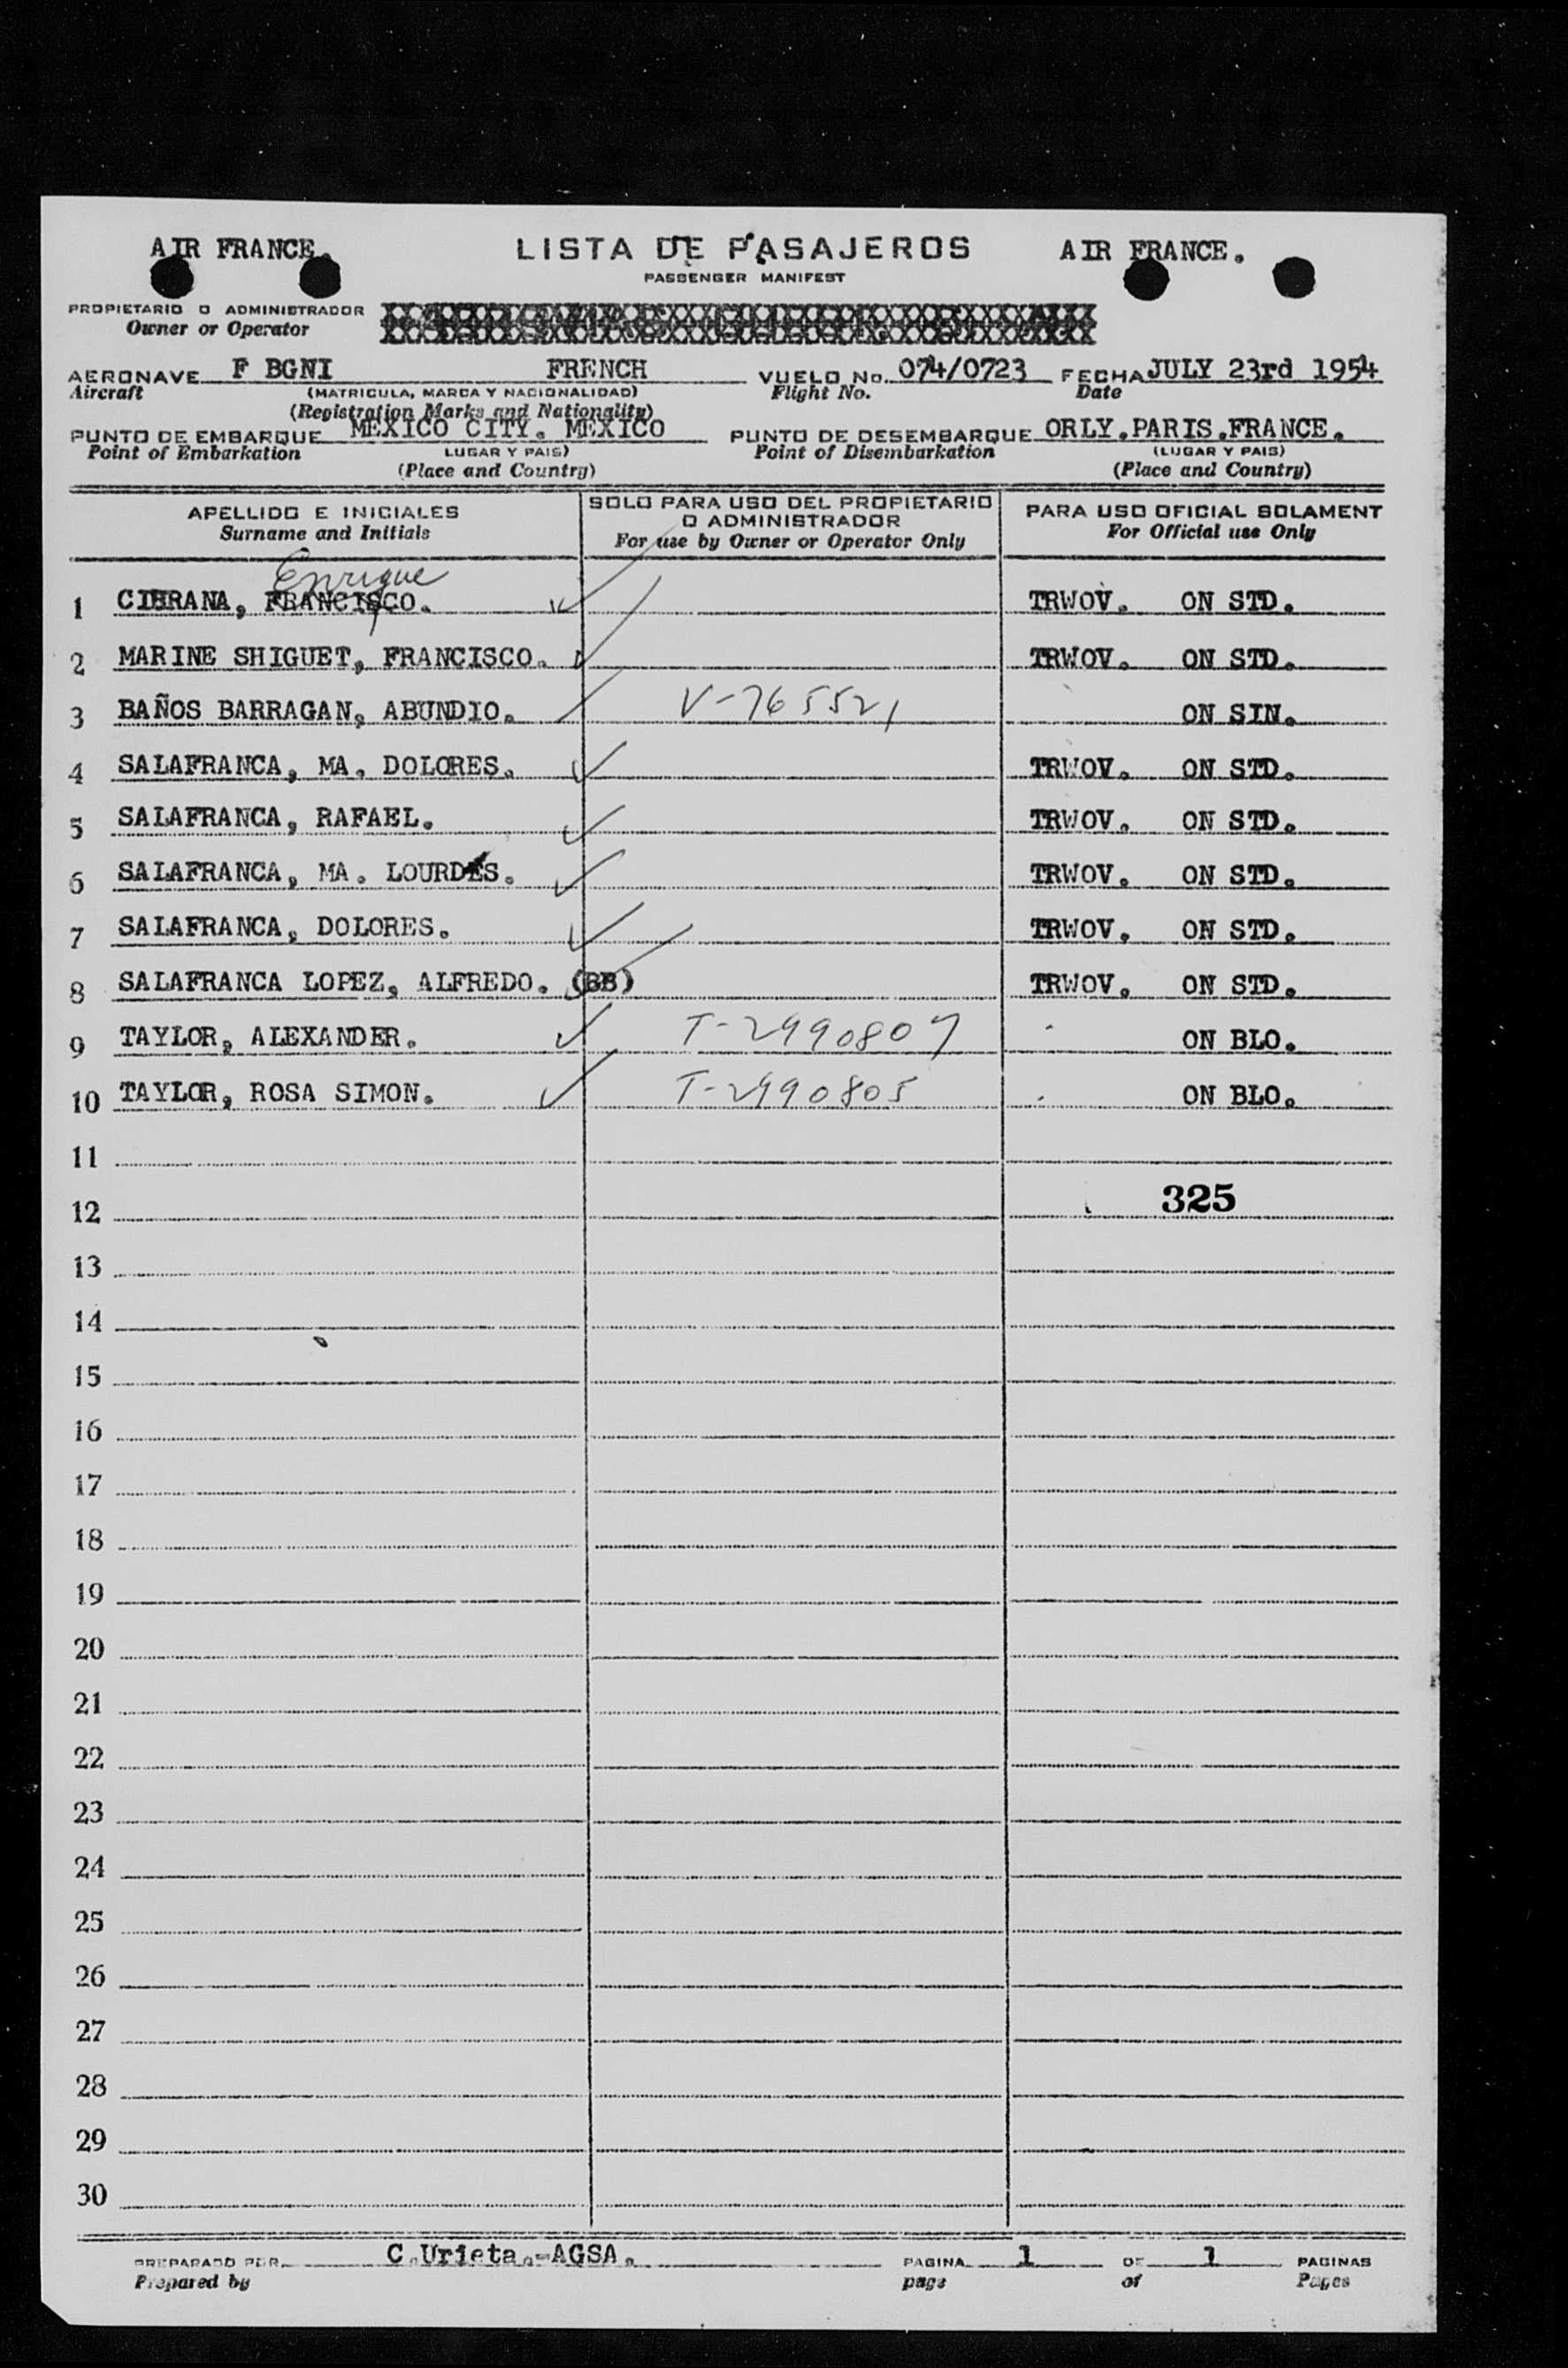 AIR FRANCE. LISTA DE PASAJEROS AIR FRANCE.
PASSENGER MANIFEST
PROPIETARIO O ADMINISTRADOR
Owner or Operator
AERONAVE F BGNI FRENCH VUELO No. 074/0723 FECHA JULY 23rd 1954
Aircraft (MATRICULA, MARCA Y NACIONALIDAD) Flight No. Date
(Registration Marks and Nationality)
PUNTO DE EMBARQUE MEXICO CITY. MEXICO PUNTO DE DESEMBARQUE ORLY.PARIS.FRANCE.
Point of Embarkation LUGAR Y PAIS) Point of Disembarkation (LUGAR Y PAIS)
(Place and Country) (Place and Country)
APELLIDO E INICIALES SOLO PARA USO DEL PROPIETARIO O ADMINISTRADOR PARA USO OFICIAL SOLAMENT
Surname and Initials For use by Owner or Operator Only For Official use Only
Enrique
1 CIBRANA, FRANCISCO. TRWOV. ON STD.
2 MARINE SHIGUET, FRANCISCO. TRWOV. ON STD.
3 BAÑOS BARRAGAN, ABUNDIO. V-765521 ON SIN.
4 SALAFRANCA, MA. DOLORES. TRWOV. ON STD.
5 SALAFRANCA, RAFAEL. TRWOV. ON STD.
6 SALAFRANCA, MA. LOURDES. TRWOV. ON STD.
7 SALAFRANCA, DOLORES. TRWOV. ON STD.
8 SALAFRANCA LOPEZ, ALFREDO. (BB) TRWOV. ON STD.
9 TAYLOR, ALEXANDER. T-2990807 ON BLO.
10 TAYLOR, ROSA SIMON. T-2990805 ON BLO.
11
12 325
13
14
15
16
17
18
19
20
21
22
23
24
25
26
27
28
29
30
PREPARADO POR C.Urieta.-AGSA. PAGINA 1 DE 1 PAGINAS
Prepared by page of Pages